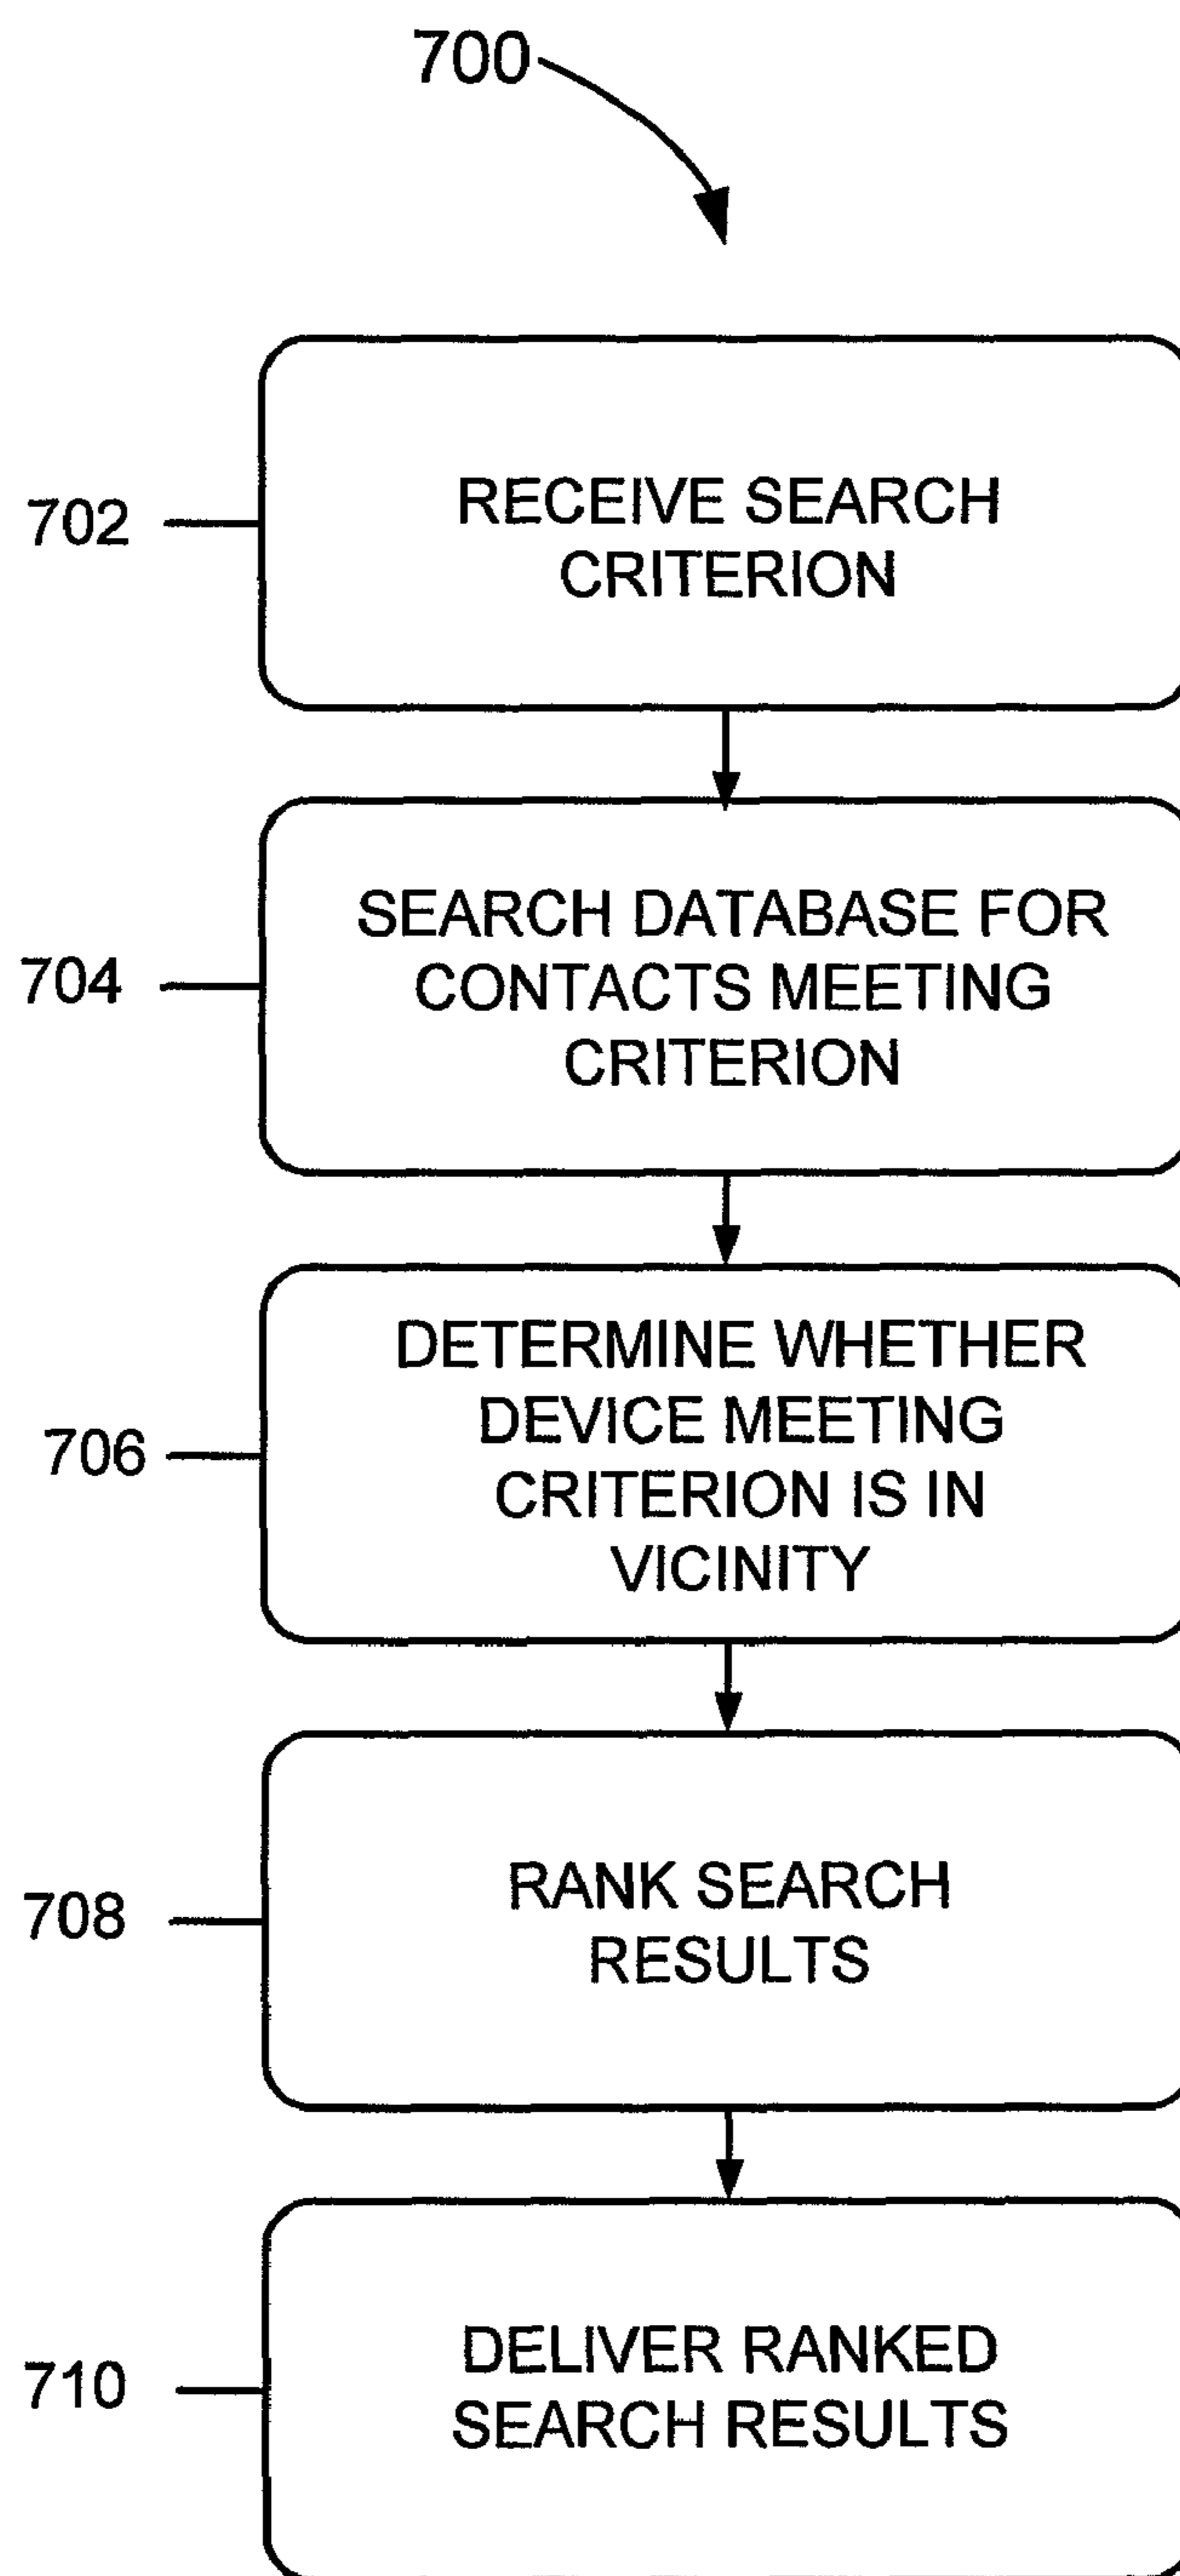 700
702
RECEIVE SEARCH
CRITERION
704
SEARCH DATABASE FOR
CONTACTS MEETING
CRITERION
706
DETERMINE WHETHER
DEVICE MEETING
CRITERION IS IN
VICINITY
708
RANK SEARCH
RESULTS
710
DELIVER RANKED
SEARCH RESULTS